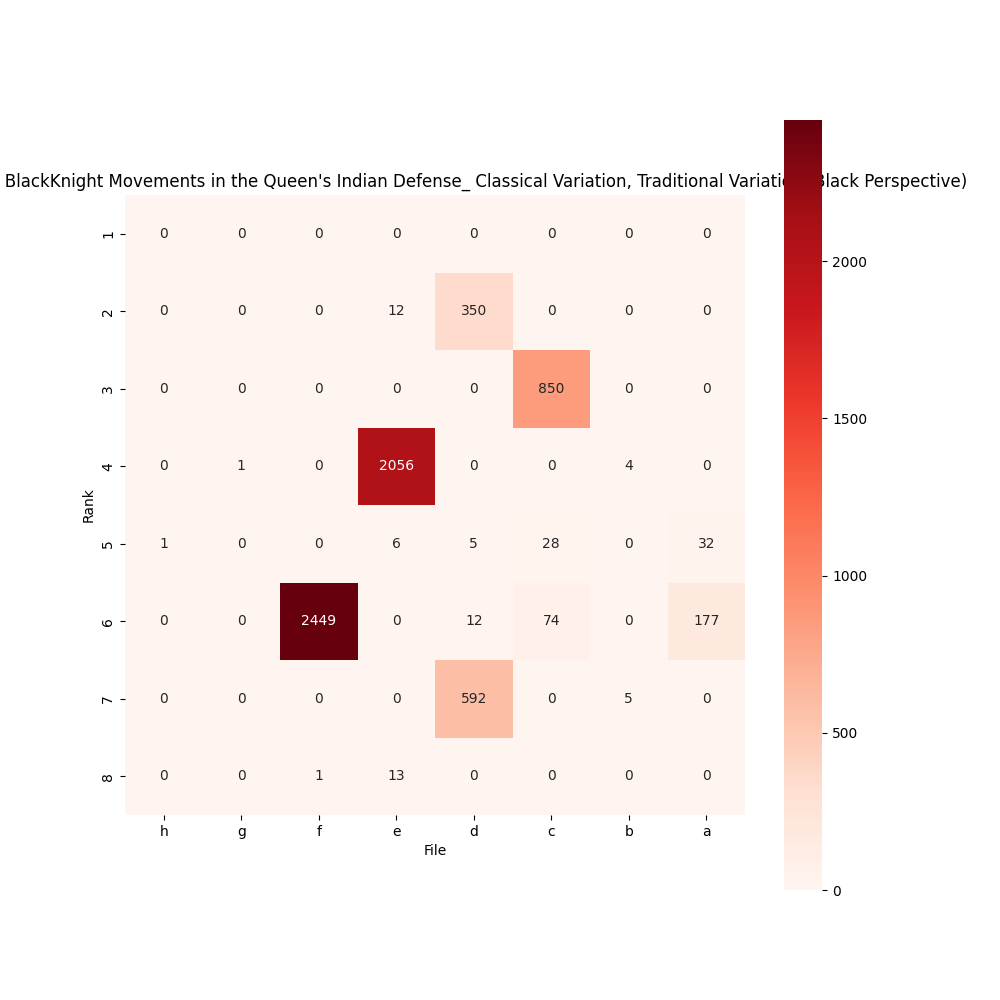 BlackKnight Movements in the Queen's Indian Defense_ Classical Variation, Traditional Variation Black Perspective)
1 0 0 0 0 0 0 0 0
2 0 0 0 12 350 0 0 0
3 0 0 0 0 0 850 0 0
4 0 1 0 2056 0 0 4 0
5 1 0 0 6 5 28 0 32
6 0 0 2449 0 12 74 0 177
7 0 0 0 0 592 0 5 0
8 0 0 1 13 0 0 0 0
h g f e d c b a
File
Rank
2000
1500
1000
500
0